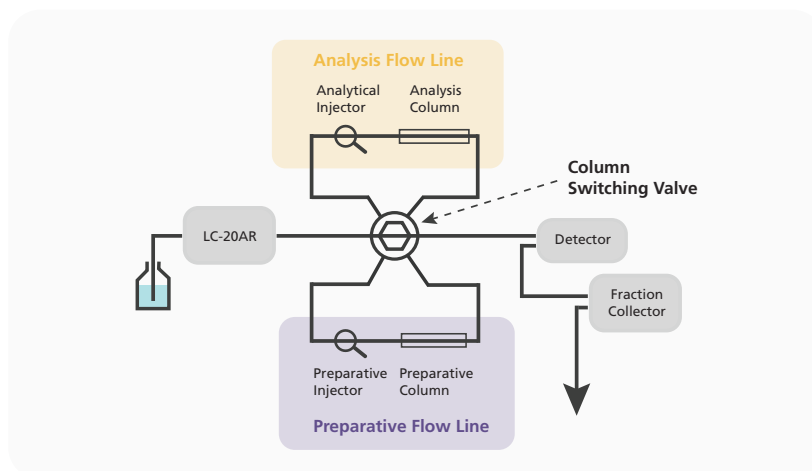 Analysis Flow Line
Analytical
Injector
Analysis
Column
Column
Switching Valve
LC-20AR
Detector
Fraction
Collector
Preparative
Injector
Preparative
Column
Preparative Flow Line